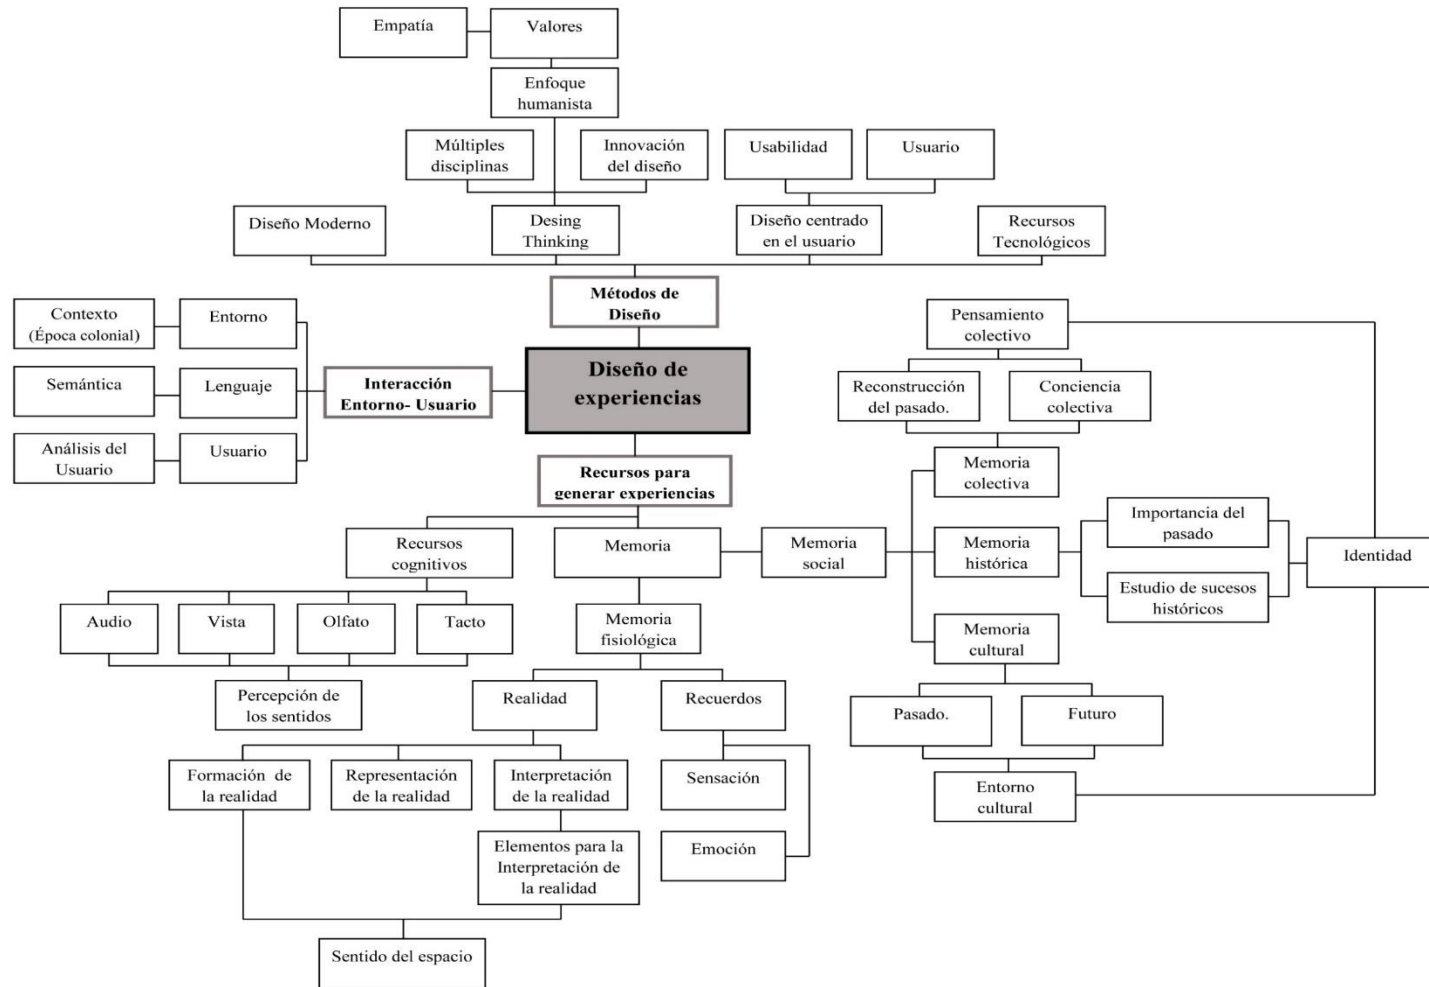 Empatía
Valores
Enfoque
humanista
Múltiples
disciplinas
Innovación
del diseño
Usabilidad
Usuario
Diseño Moderno
Desing
Thinking
Diseño centrado
en el usuario
Recursos
Tecnológicos
Métodos de
Diseño
Contexto
(Época colonial)
Entorno
Semántica
Lenguaje
Análisis del
Usuario
Usuario
Interacción
Entorno- Usuario
Diseño de
experiencias
Recursos para
generar experiencias
Pensamiento
colectivo
Reconstrucción
del pasado.
Conciencia
colectiva
Memoria
colectiva
Recursos
cognitivos
Memoria
Memoria
social
Memoria
histórica
Importancia del
pasado
Estudio de sucesos
históricos
Identidad
Audio
Vista
Olfato
Tacto
Memoria
fisiológica
Memoria
cultural
Percepción de
los sentidos
Realidad
Recuerdos
Pasado.
Futuro
Formación de
la realidad
Representación
de la realidad
Interpretación
de la realidad
Sensación
Entorno
cultural
Elementos para la
Interpretación de
la realidad
Emoción
Sentido del espacio